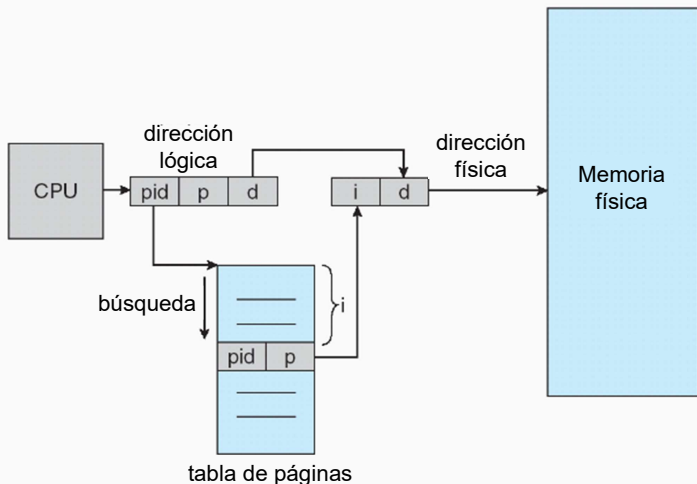 dirección
lógica
dirección
física
CPU
pid p d
i d
Memoria
física
búsqueda
i
pid p
tabla de páginas